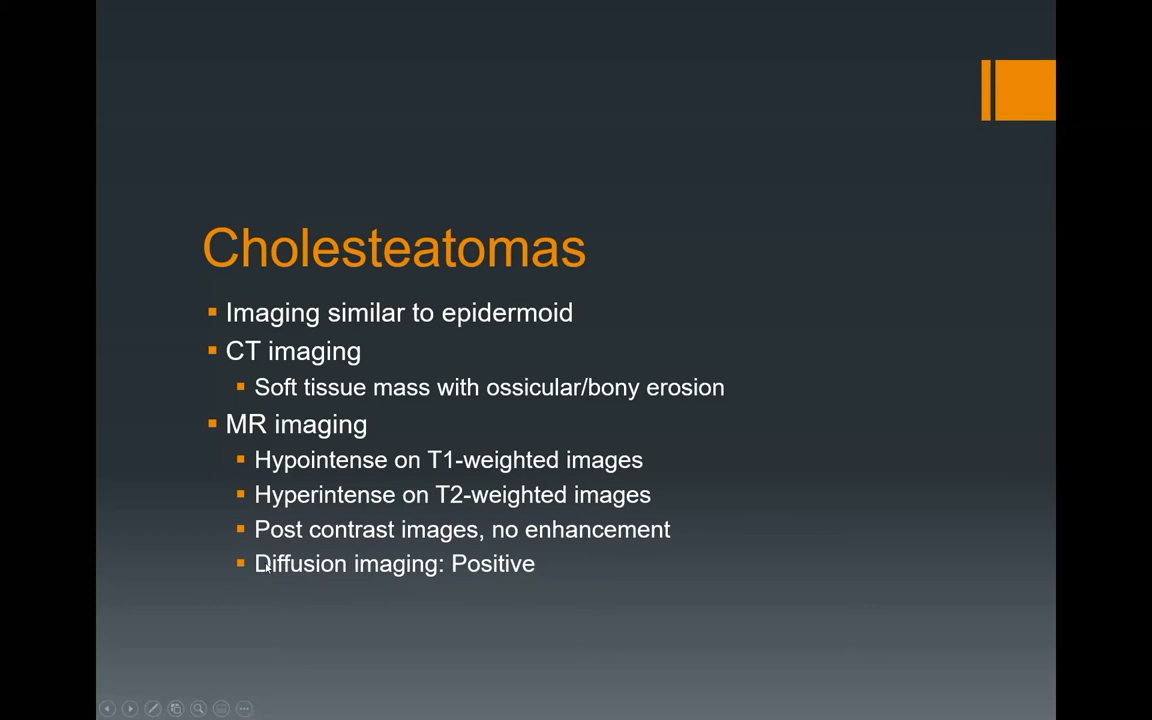 Cholesteatomas
Imaging similar to epidermoid
CT imaging
Soft tissue mass with ossicular/bony erosion
MR imaging
Hypointense on T1-weighted images
Hyperintense on T2-weighted images
Post contrast images, no enhancement
Diffusion imaging: Positive